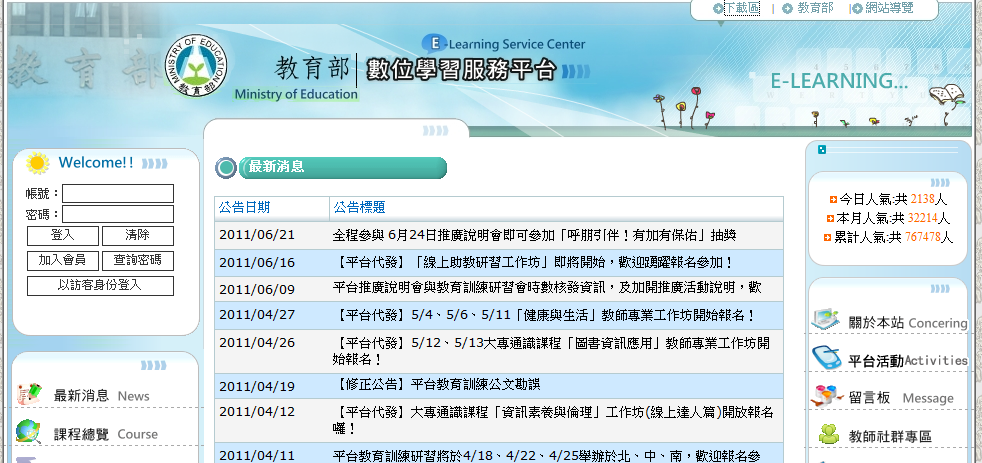 下載區 | 教育部 | 網站導覽
教育部
MINISTRY OF EDUCATION
教育部
E-Learning Service Center
教育部 數位學習服務平台
Ministry of Education
E-LEARNING...
Welcome!!
帳號：
密碼：
登入 清除
加入會員 查詢密碼
以訪客身份登入
最新消息 News
課程總覽 Course
最新消息
公告日期 公告標題
2011/06/21 全程參與 6月24日推廣說明會即可參加「呼朋引伴！有加有保佑」抽獎
2011/06/16 【平台代發】「線上助教研習工作坊」即將開始，歡迎踴躍報名參加！
2011/06/09 平台推廣說明會與教育訓練研習會時數核發資訊，及加開推廣活動說明，歡
2011/04/27 【平台代發】5/4、5/6、5/11「健康與生活」教師專業工作坊開始報名！
2011/04/26 【平台代發】5/12、5/13大專通識課程「圖書資訊應用」教師專業工作坊開
始報名！
2011/04/19 【修正公告】平台教育訓練公文勘誤
2011/04/12 【平台代發】大專通識課程「資訊素養與倫理」工作坊(線上達人篇)開放報名
囉！
2011/04/11 平台教育訓練研習將於4/18、4/22、4/25舉辦於北、中、南，歡迎報名參
今日人氣:共 2138人
本月人氣:共 32214人
累計人氣:共 767478人
關於本站 Concering
平台活動Activities
留言板 Message
教師社群專區